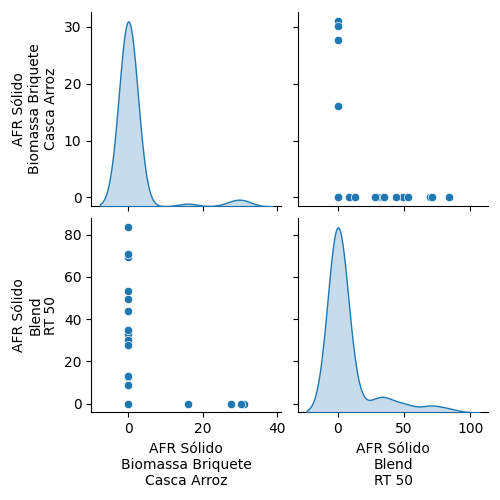 30
20
10
0
AFR Sólido
Biomassa Briquete
Casca Arroz
80
60
40
20
0
AFR Sólido
Blend
RT 50
0
20
40
AFR Sólido
Biomassa Briquete
Casca Arroz
0
50
100
AFR Sólido
Blend
RT 50